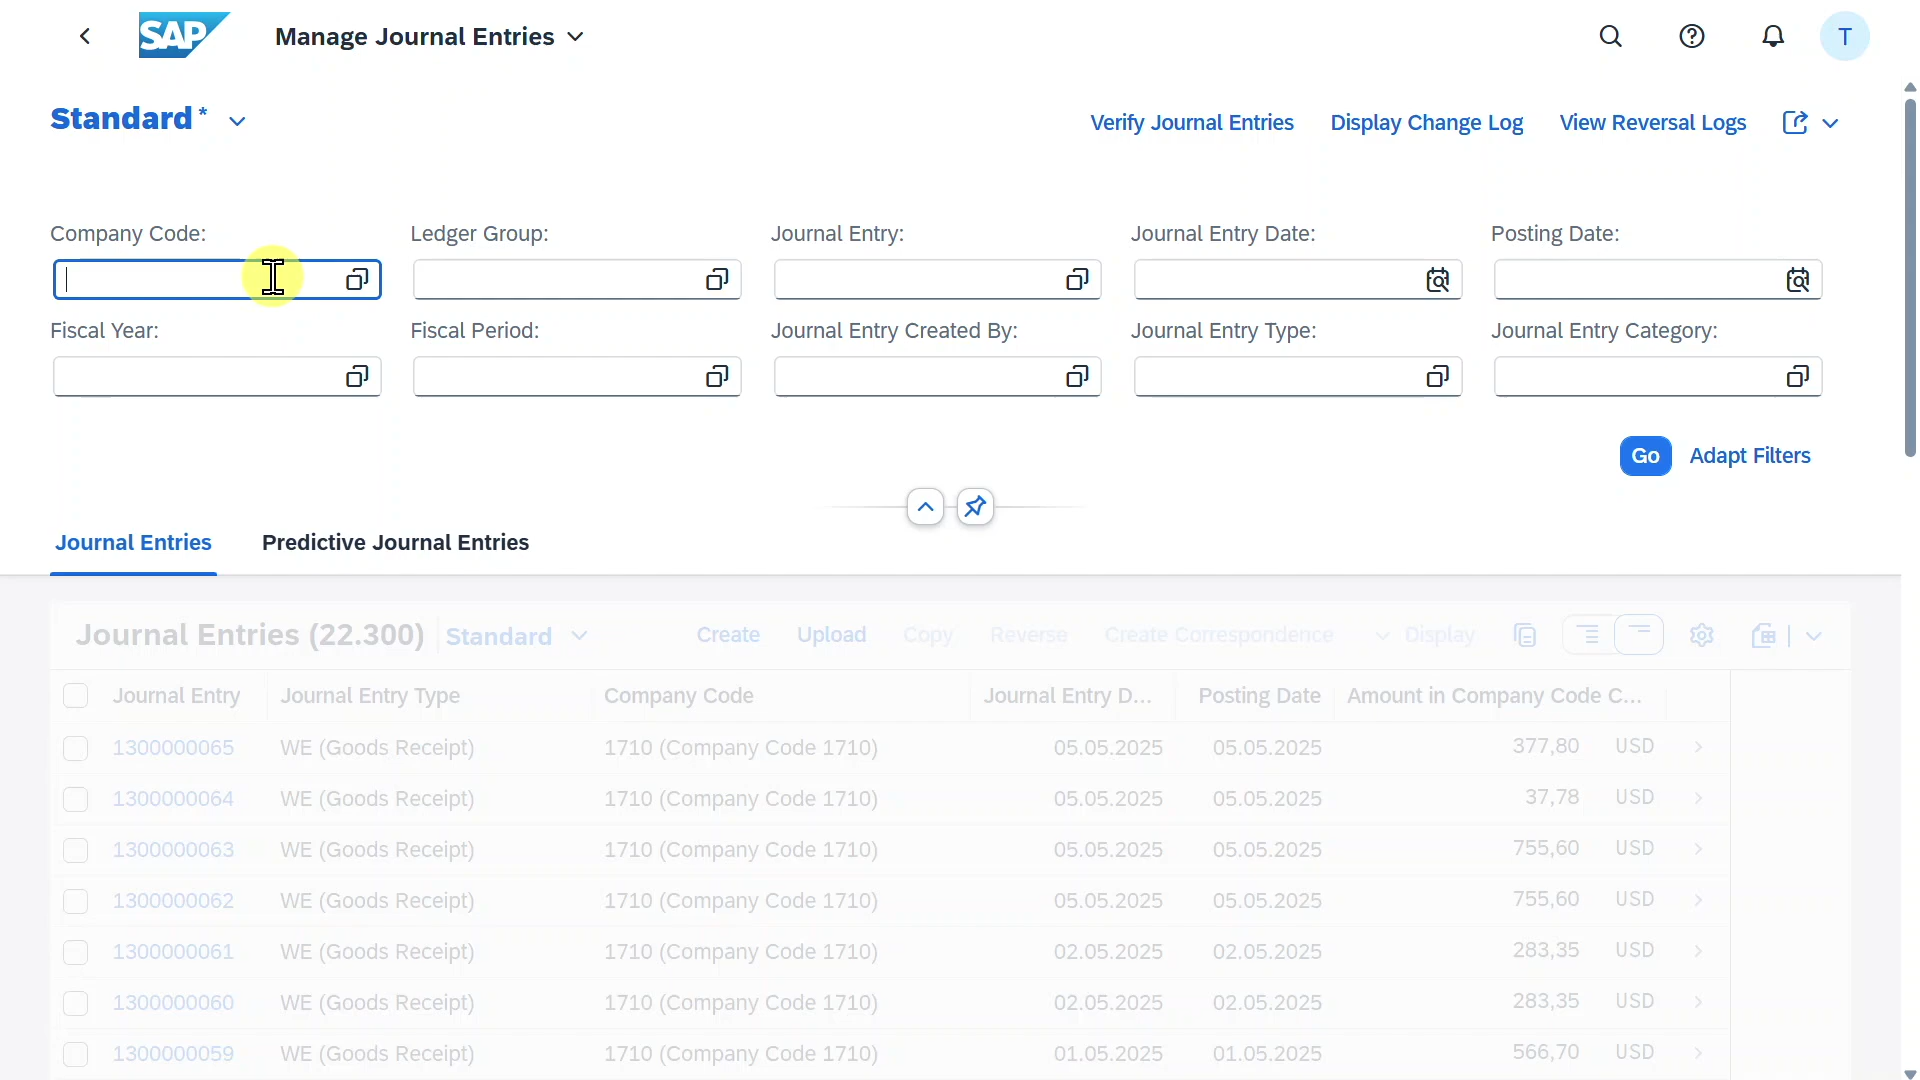 SAP Manage Journal Entries T
Standard * Verify Journal Entries Display Change Log View Reversal Logs
Company Code: Ledger Group: Journal Entry: Journal Entry Date: Posting Date:
Fiscal Year: Fiscal Period: Journal Entry Created By: Journal Entry Type: Journal Entry Category:
Go Adapt Filters
Journal Entries Predictive Journal Entries
Journal Entries (22.300) Standard Create Upload Copy Reverse Create Correspondence Display
Journal Entry Journal Entry Type Company Code Journal Entry D... Posting Date Amount in Company Code C...
1300000065 WE (Goods Receipt) 1710 (Company Code 1710) 05.05.2025 05.05.2025 377,80 USD
1300000064 WE (Goods Receipt) 1710 (Company Code 1710) 05.05.2025 05.05.2025 37,78 USD
1300000063 WE (Goods Receipt) 1710 (Company Code 1710) 05.05.2025 05.05.2025 755,60 USD
1300000062 WE (Goods Receipt) 1710 (Company Code 1710) 05.05.2025 05.05.2025 755,60 USD
1300000061 WE (Goods Receipt) 1710 (Company Code 1710) 02.05.2025 02.05.2025 283,35 USD
1300000060 WE (Goods Receipt) 1710 (Company Code 1710) 02.05.2025 02.05.2025 283,35 USD
1300000059 WE (Goods Receipt) 1710 (Company Code 1710) 01.05.2025 01.05.2025 566,70 USD